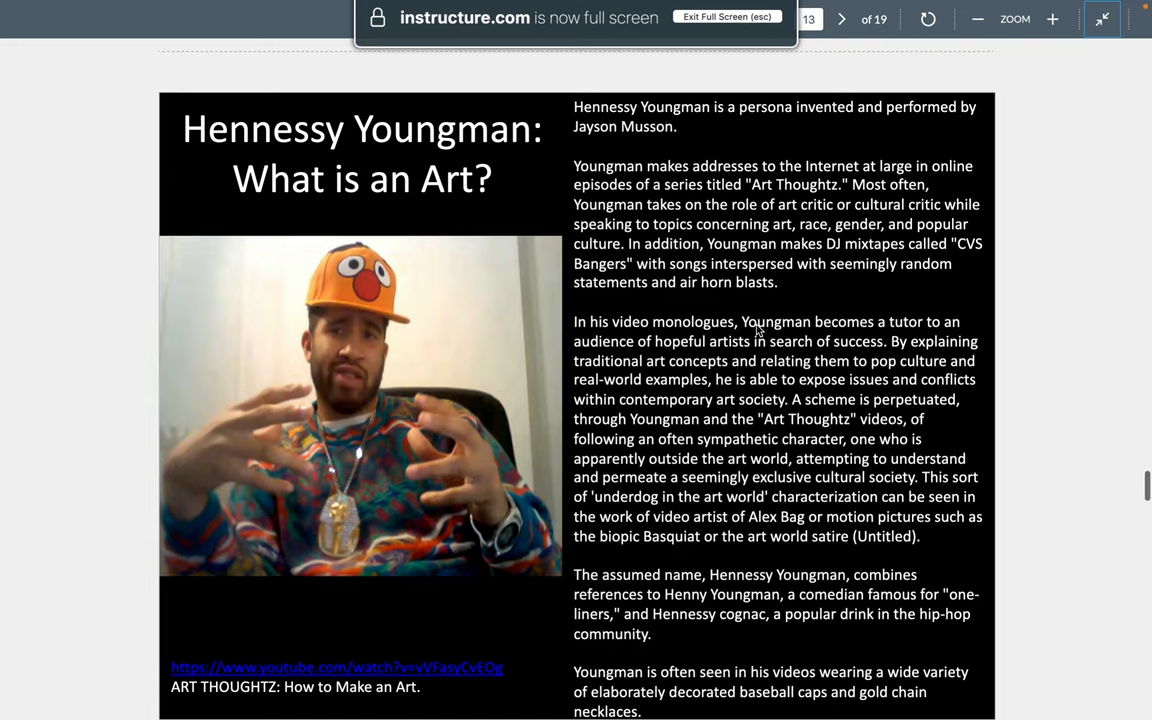 instructure.com is now full screen
Exit Full Screen (esc)
13
of 19
ZOOM
Hennessy Youngman:
What is an Art?
https://www.youtube.com/watch?v=vVFasyCvEOg
ART THOUGHTZ: How to Make an Art.
Hennessy Youngman is a persona invented and performed by
Jayson Musson.
Youngman makes addresses to the Internet at large in online
episodes of a series titled "Art Thoughtz." Most often,
Youngman takes on the role of art critic or cultural critic while
speaking to topics concerning art, race, gender, and popular
culture. In addition, Youngman makes DJ mixtapes called "CVS
Bangers" with songs interspersed with seemingly random
statements and air horn blasts.
In his video monologues, Youngman becomes a tutor to an
audience of hopeful artists in search of success. By explaining
traditional art concepts and relating them to pop culture and
real-world examples, he is able to expose issues and conflicts
within contemporary art society. A scheme is perpetuated,
through Youngman and the "Art Thoughtz" videos, of
following an often sympathetic character, one who is
apparently outside the art world, attempting to understand
and permeate a seemingly exclusive cultural society. This sort
of 'underdog in the art world' characterization can be seen in
the work of video artist of Alex Bag or motion pictures such as
the biopic Basquiat or the art world satire (Untitled).
The assumed name, Hennessy Youngman, combines
references to Henny Youngman, a comedian famous for "one-
liners," and Hennessy cognac, a popular drink in the hip-hop
community.
Youngman is often seen in his videos wearing a wide variety
of elaborately decorated baseball caps and gold chain
necklaces.